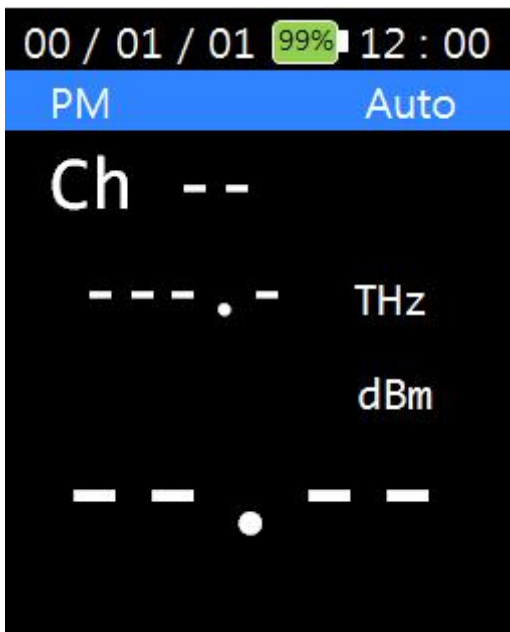 00 / 01 / 01 99% 12 : 00
PM Auto
Ch --
---.- THz
dBm
--.--